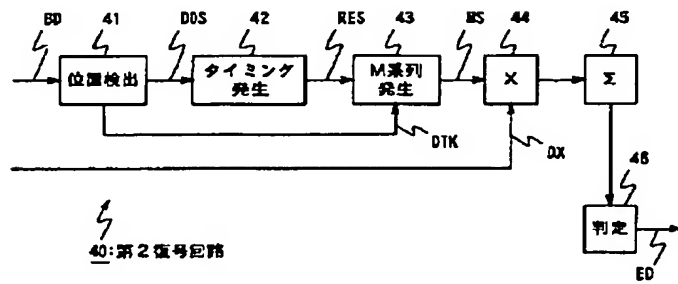 BD
41
DOS
42
RES
43
MS
44
45
位置検出
タイミング
発生
M系列
発生
X
Σ
DTK
DX
46
判定
ED
40:第2復号回路